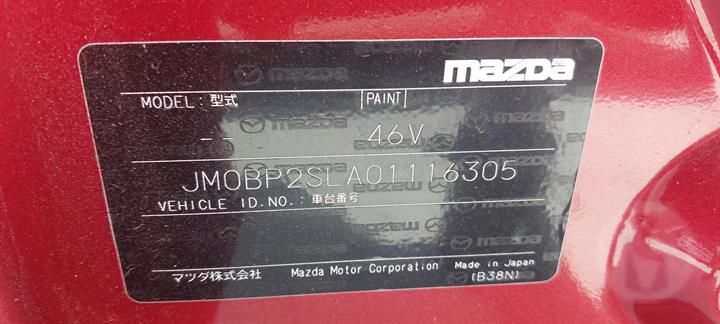 mazda
MODEL : 型式 PAINT
-- 46V
JM0BP2SLA01116305
VEHICLE ID.NO. : 車台番号
マツダ株式会社 Mazda Motor Corporation Made in Japan
(B38N)